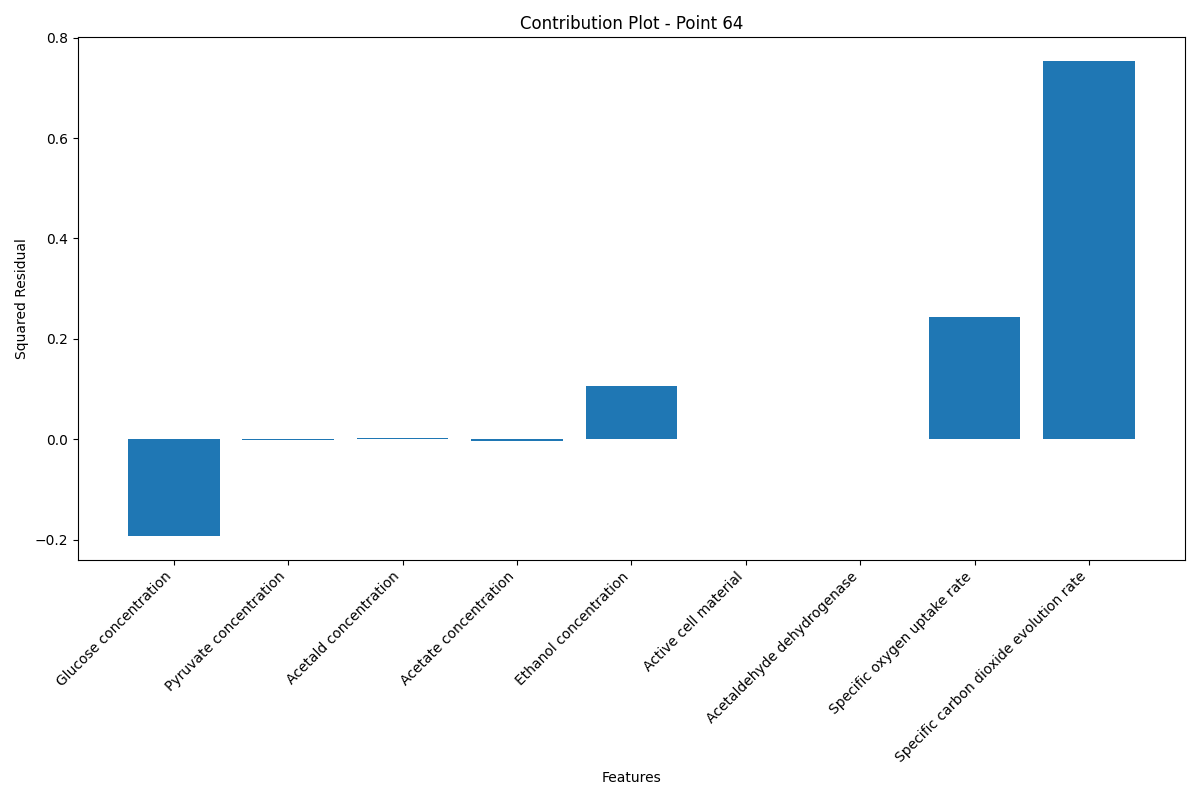 Contribution Plot - Point 64
0.8
0.6
0.4
0.2
0.0
−0.2
Squared Residual
Glucose concentration
Pyruvate concentration
Acetald concentration
Acetate concentration
Ethanol concentration
Active cell material
Acetaldehyde dehydrogenase
Specific oxygen uptake rate
Specific carbon dioxide evolution rate
Features